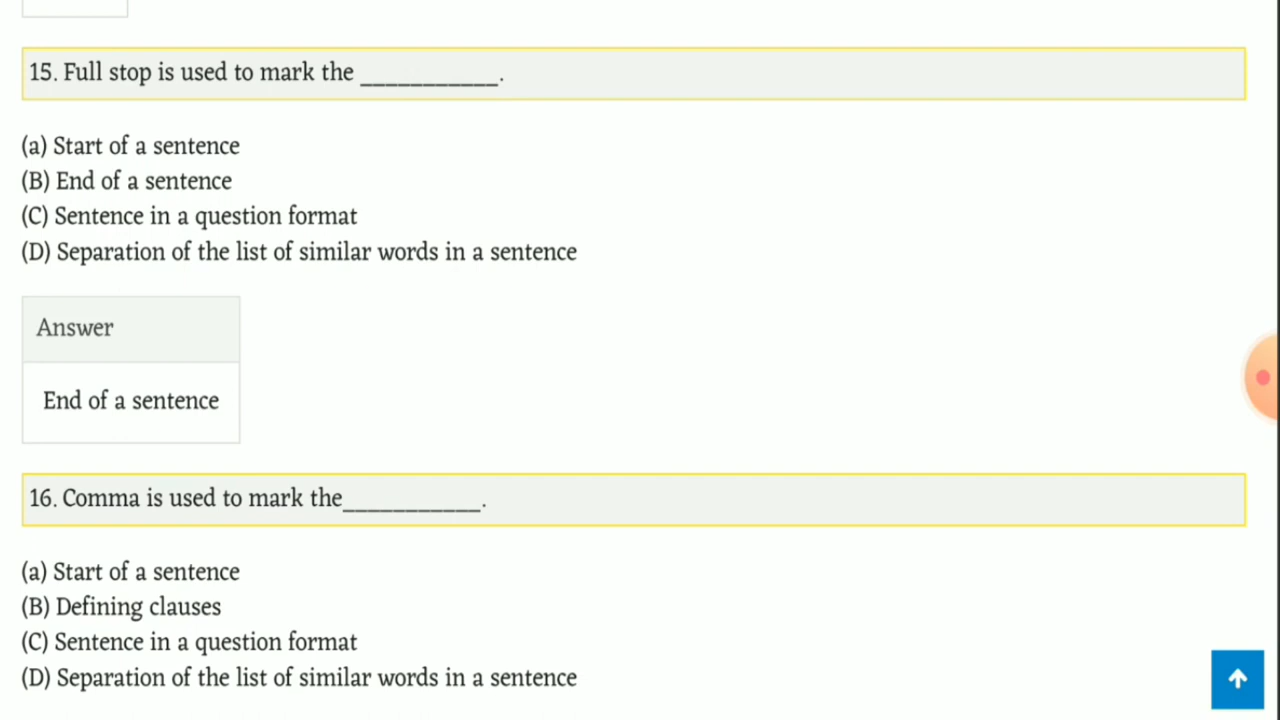 15. Full stop is used to mark the ___________.
(a) Start of a sentence
(B) End of a sentence
(C) Sentence in a question format
(D) Separation of the list of similar words in a sentence
Answer
End of a sentence
16. Comma is used to mark the___________.
(a) Start of a sentence
(B) Defining clauses
(C) Sentence in a question format
(D) Separation of the list of similar words in a sentence